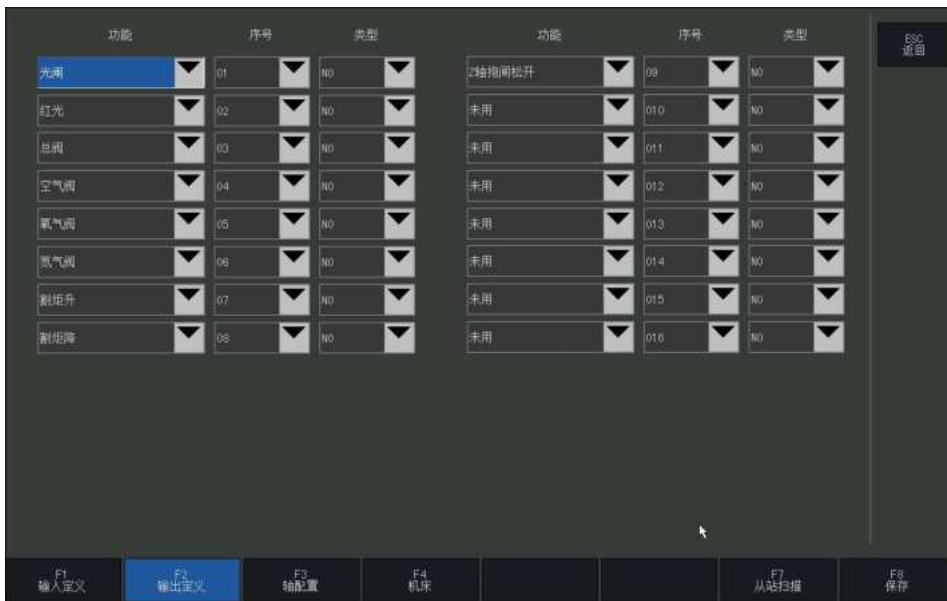 功能 序号 类型 功能 序号 类型
ESC
返回
光闸 01 NO Z轴抱闸松开 09 NO
红光 02 NO 未用 010 NO
总阀 03 NO 未用 011 NO
空气阀 04 NO 未用 012 NO
氧气阀 05 NO 未用 013 NO
氮气阀 06 NO 未用 014 NO
割炬升 07 NO 未用 015 NO
割炬降 08 NO 未用 016 NO
F1 F2 F3 F4 F7 F8
输入定义 输出定义 轴配置 机床 从站扫描 保存